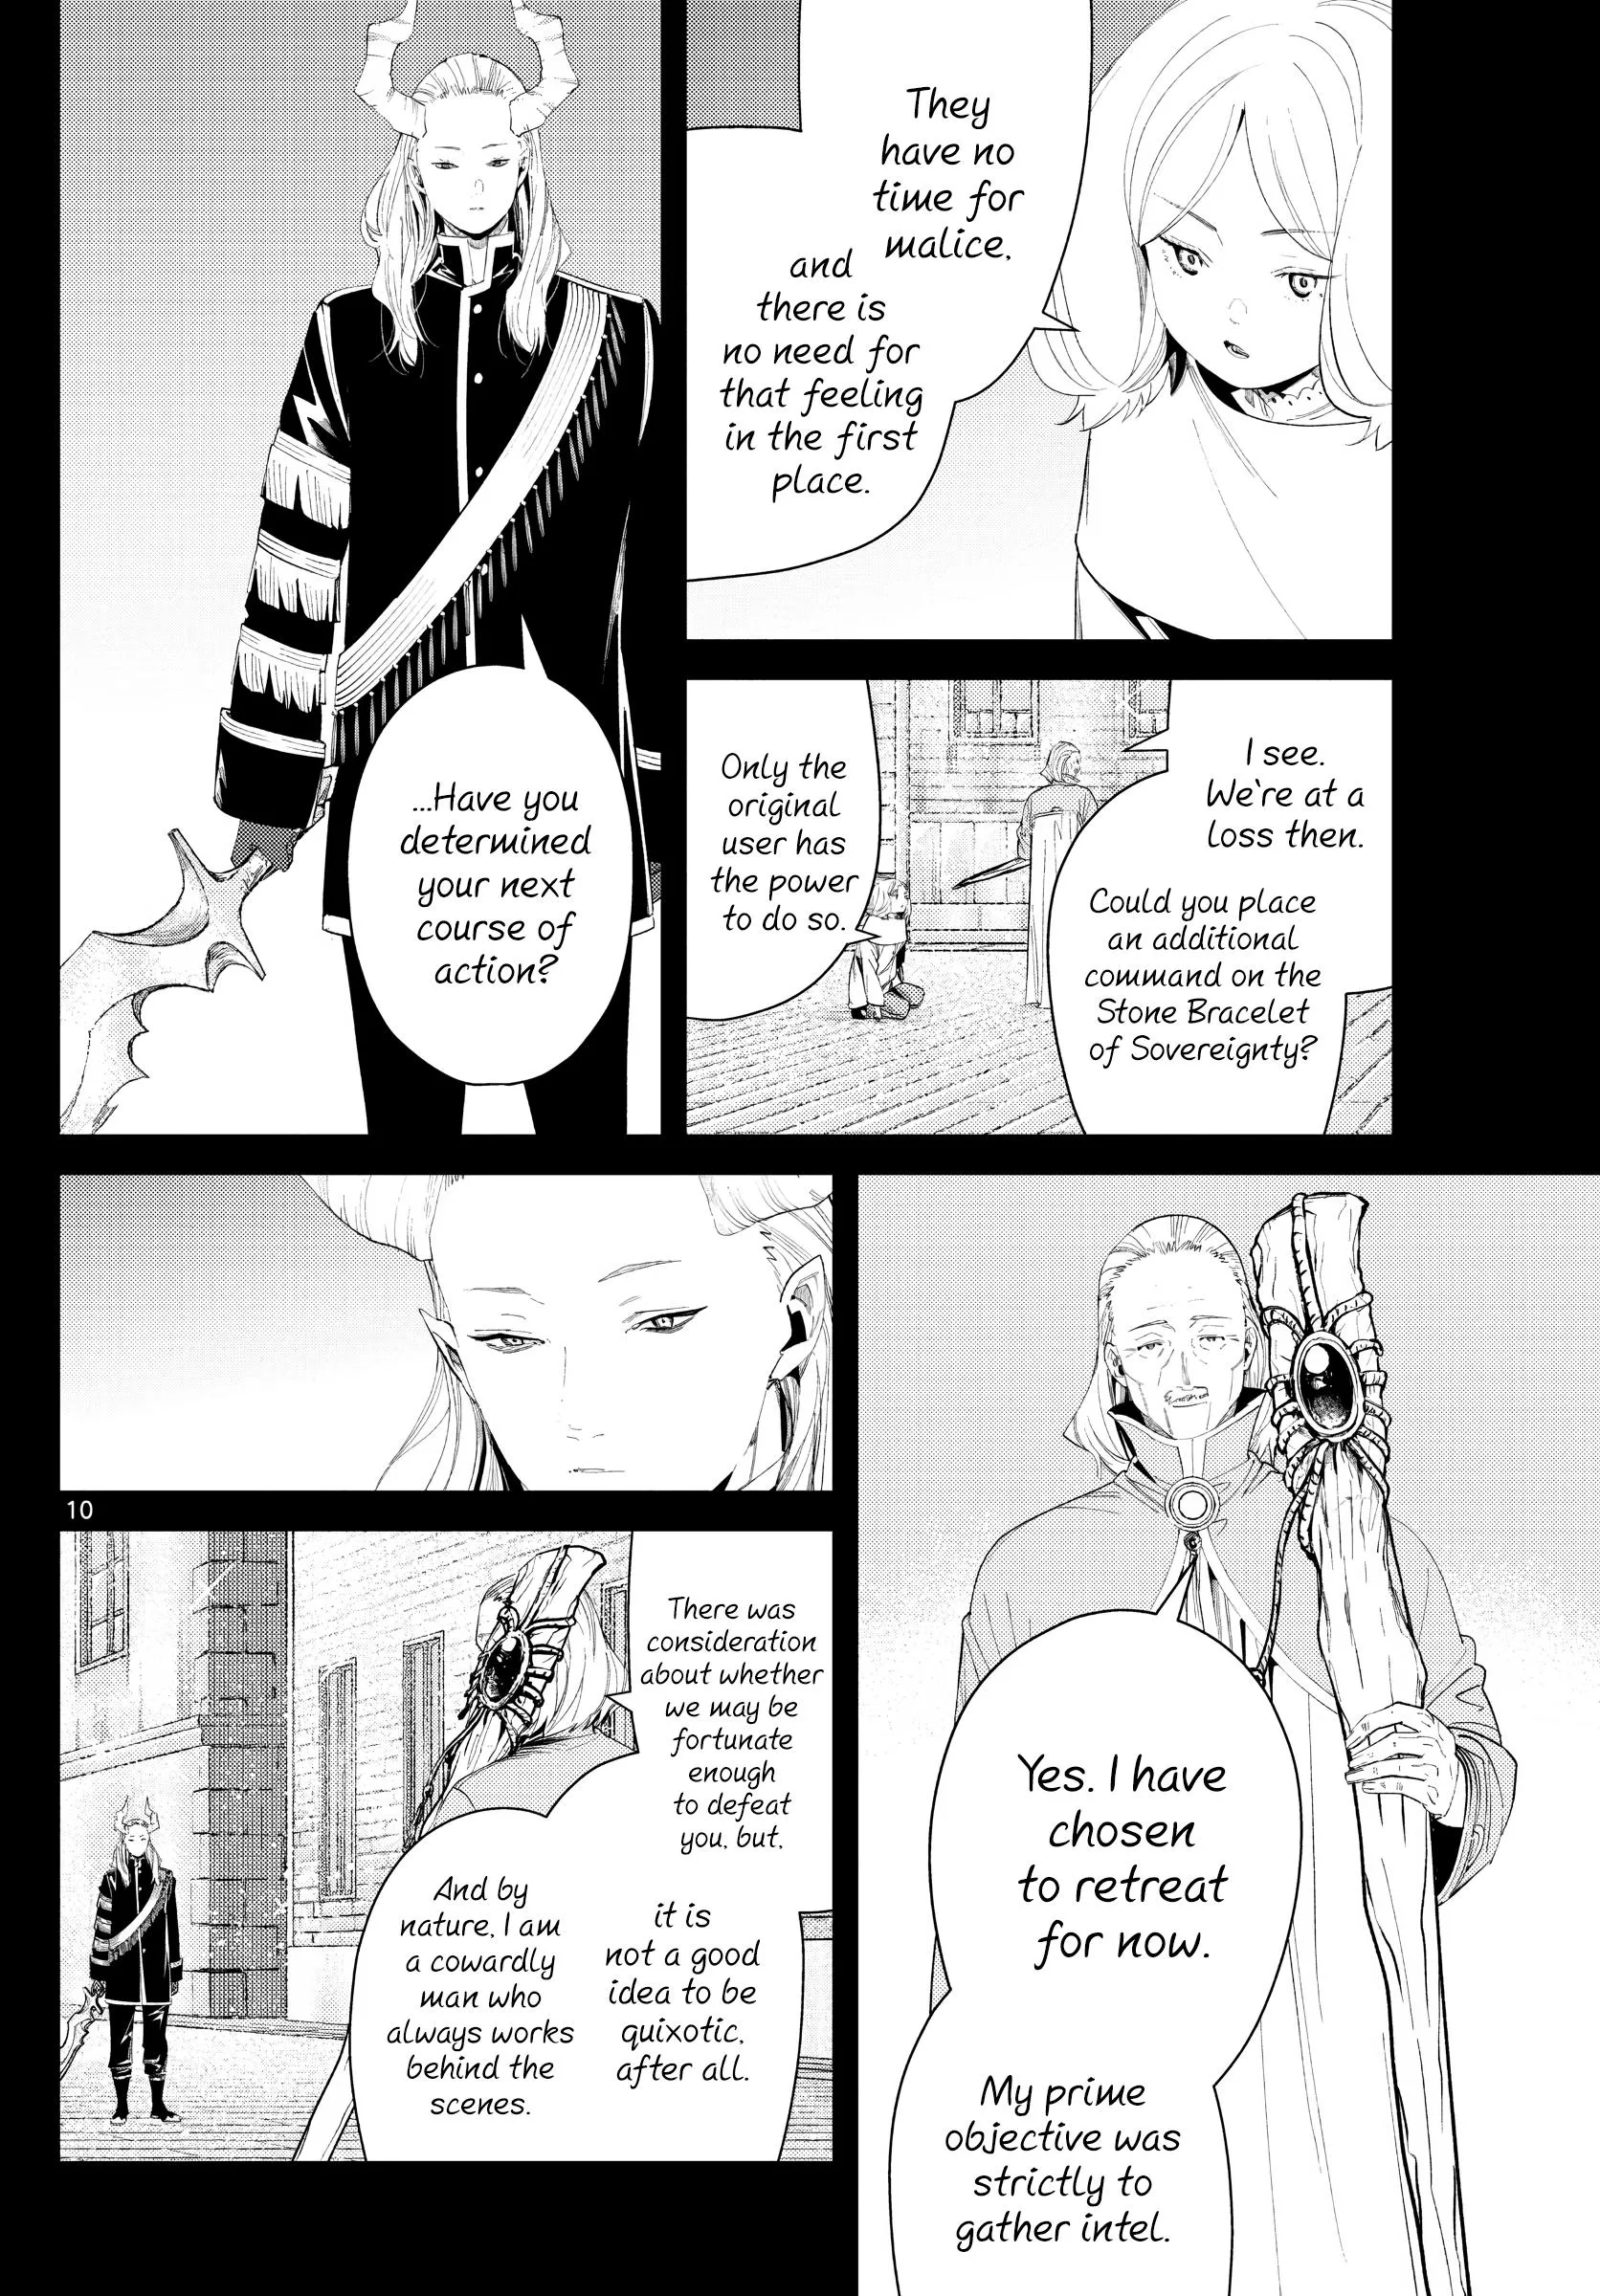 They
have no
time for
malice,
and
there is
no need for
that feeling
in the first
place.
I see.
We're at a
loss then.
Could you place
an additional
command on the
Stone Bracelet
of Sovereignty?
Only the
original
user has
the power
to do so.
...Have you
determined
your next
course of
action?
Yes. I have
chosen
to retreat
for now.
My prime
objective was
strictly to
gather intel.
There was
consideration
about whether
we may be
fortunate
enough
to defeat
you, but,
it is
not a good
idea to be
quixotic,
after all.
And by
nature, I am
a cowardly
man who
always works
behind the
scenes.
10